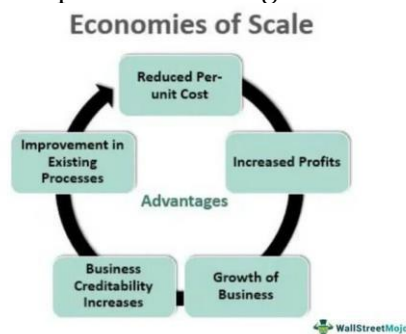 Economies of Scale
Reduced Per-
unit Cost
Increased Profits
Growth of
Business
Business
Creditability
Increases
Improvement in
Existing
Processes
Advantages
WallStreetMojo